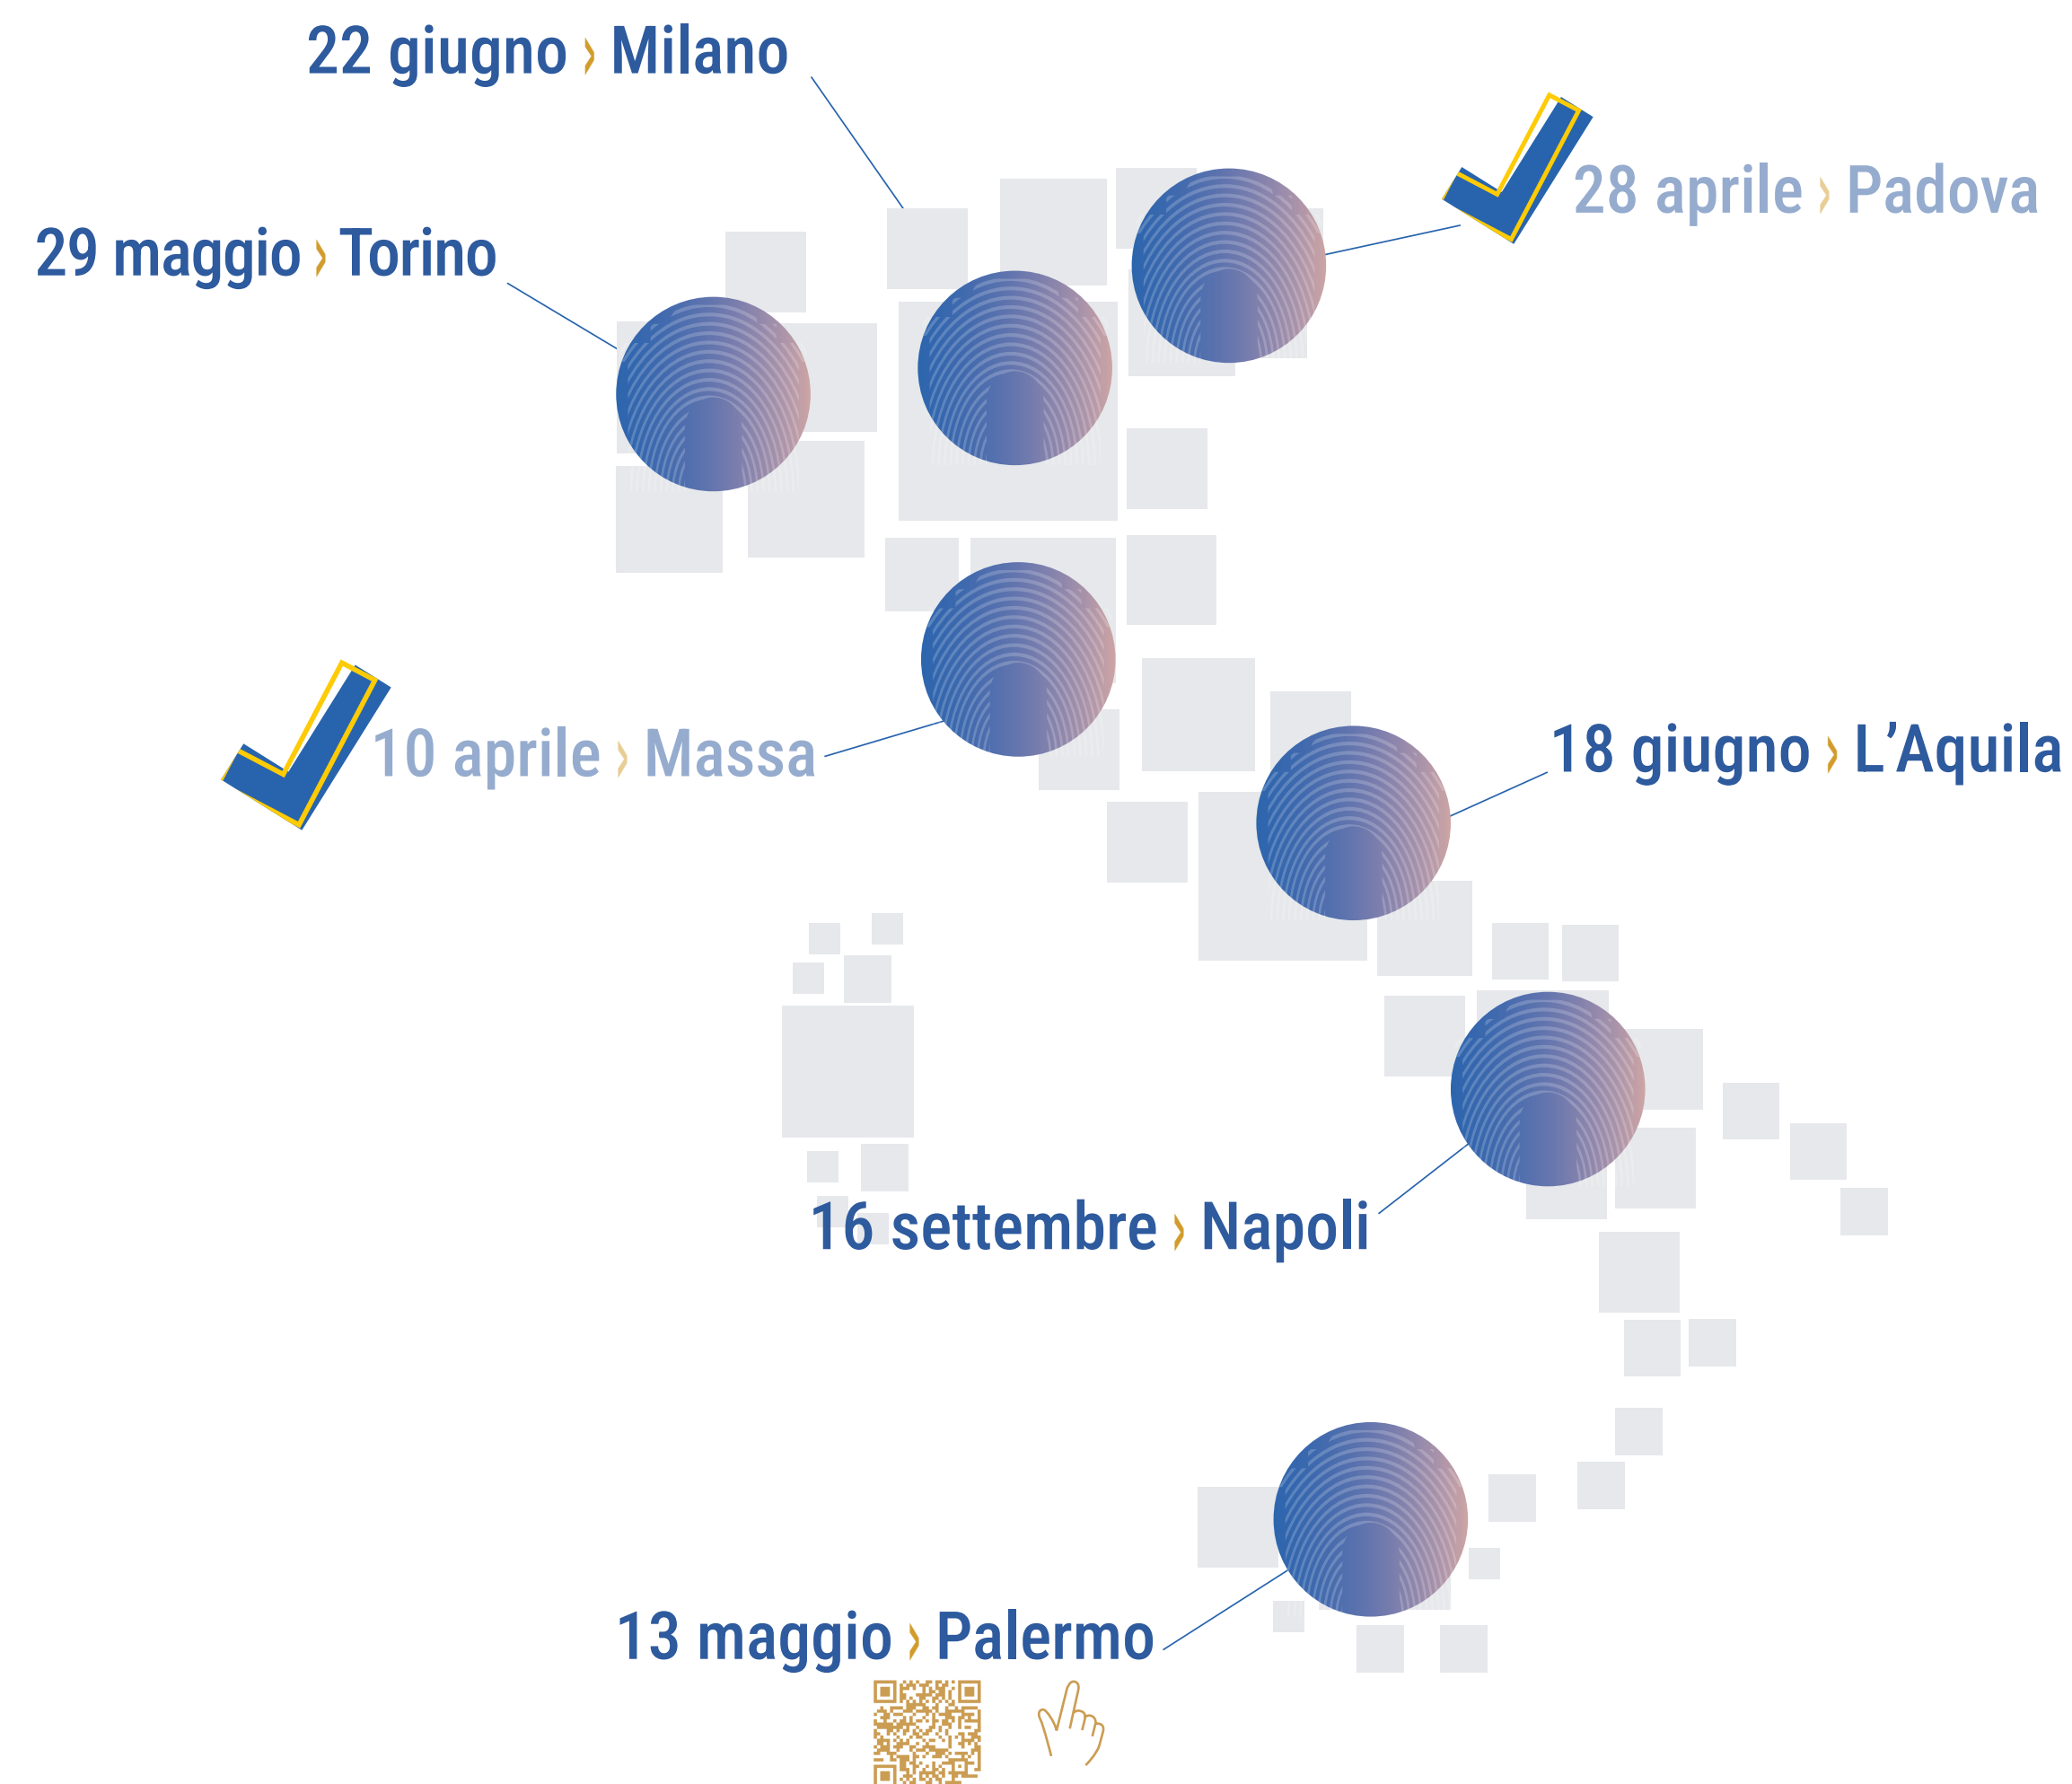 22 giugno › Milano
28 aprile › Padova
29 maggio › Torino
10 aprile › Massa
18 giugno › L'Aquila
16 settembre › Napoli
13 maggio › Palermo